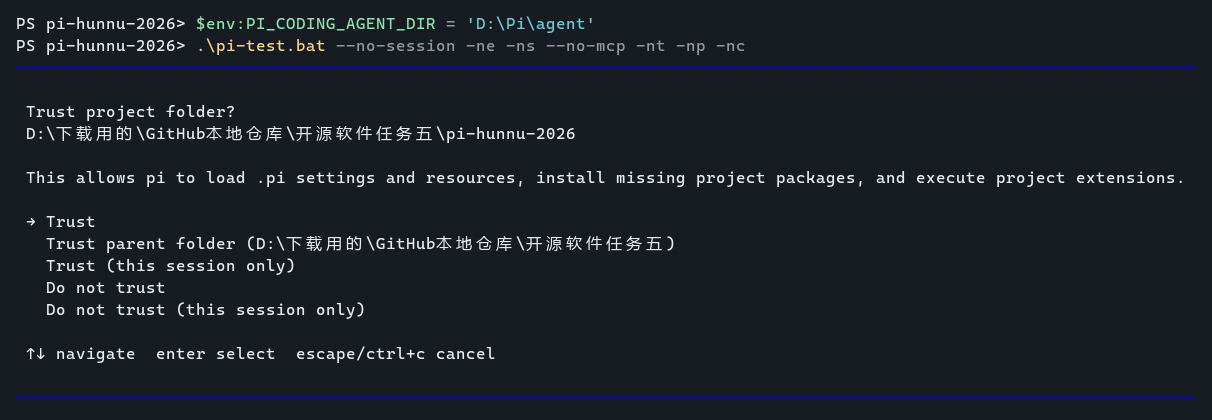 PS pi-hunnu-2026> $env:PI_CODING_AGENT_DIR = 'D:\Pi\agent'
PS pi-hunnu-2026> .\pi-test.bat --no-session -ne -ns --no-mcp -nt -np -nc
Trust project folder?
D:\下载用的\GitHub本地仓库\开源软件任务五\pi-hunnu-2026
This allows pi to load .pi settings and resources, install missing project packages, and execute project extensions.
→ Trust
Trust parent folder (D:\下载用的\GitHub本地仓库\开源软件任务五)
Trust (this session only)
Do not trust
Do not trust (this session only)
↑↓ navigate  enter select  escape/ctrl+c cancel